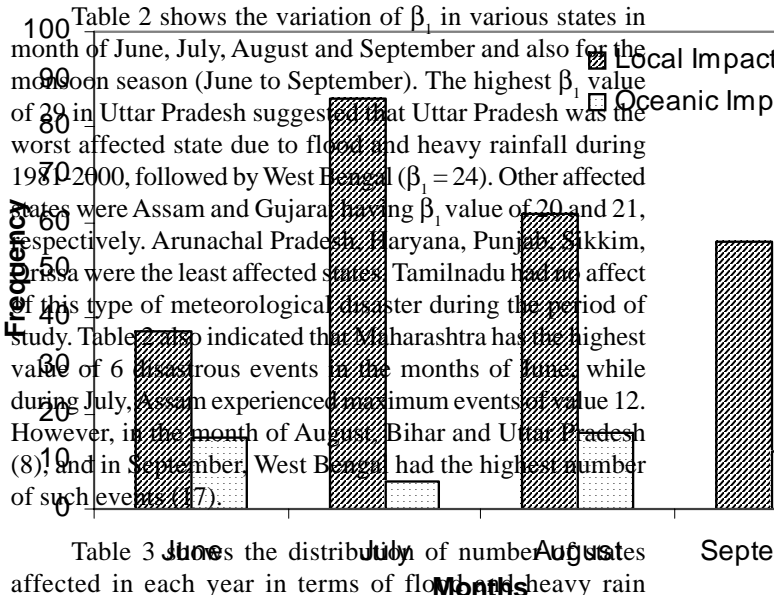 Table 2 shows the variation of β1 in various states in
month of June, July, August and September and also for the
monsoon season (June to September). The highest β1 value
of 29 in Uttar Pradesh suggested that Uttar Pradesh was the
worst affected state due to flood and heavy rainfall during
1981-2000, followed by West Bengal (β1 = 24). Other affected
states were Assam and Gujarat having β1 value of 20 and 21,
respectively. Arunachal Pradesh, Haryana, Punjab, Sikkim,
Orissa were the least affected states. Tamilnadu had no affect
of this type of meteorological disaster during the period of
study. Table 2 also indicated that Maharashtra has the highest
value of 6 disastrous events in the months of June, while
during July, Assam experienced maximum events of value 12.
However, in the month of August, Bihar and Uttar Pradesh
(8), and in September, West Bengal had the highest number
of such events (17).
Table 3 shows the distribution of number of states
affected in each year in terms of flood and heavy rain
100
90
80
70
60
50
40
30
20
10
0
Frequency
Local Impact
Oceanic Imp
June July August Septe
Months